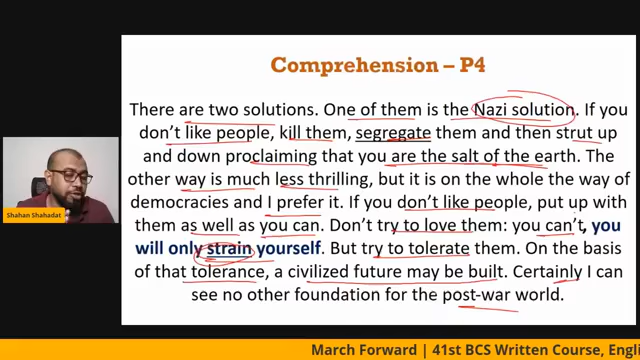 Comprehension – P4
There are two solutions. One of them is the Nazi solution. If you
don't like people, kill them, segregate them and then strut up
and down proclaiming that you are the salt of the earth. The
other way is much less thrilling, but it is on the whole the way of
democracies and I prefer it. If you don't like people, put up with
them as well as you can. Don't try to love them: you can't, you
will only strain yourself. But try to tolerate them. On the basis
of that tolerance, a civilized future may be built. Certainly I can
see no other foundation for the post-war world.
Shahan Shahadat
March Forward | 41st BCS Written Course, Engli